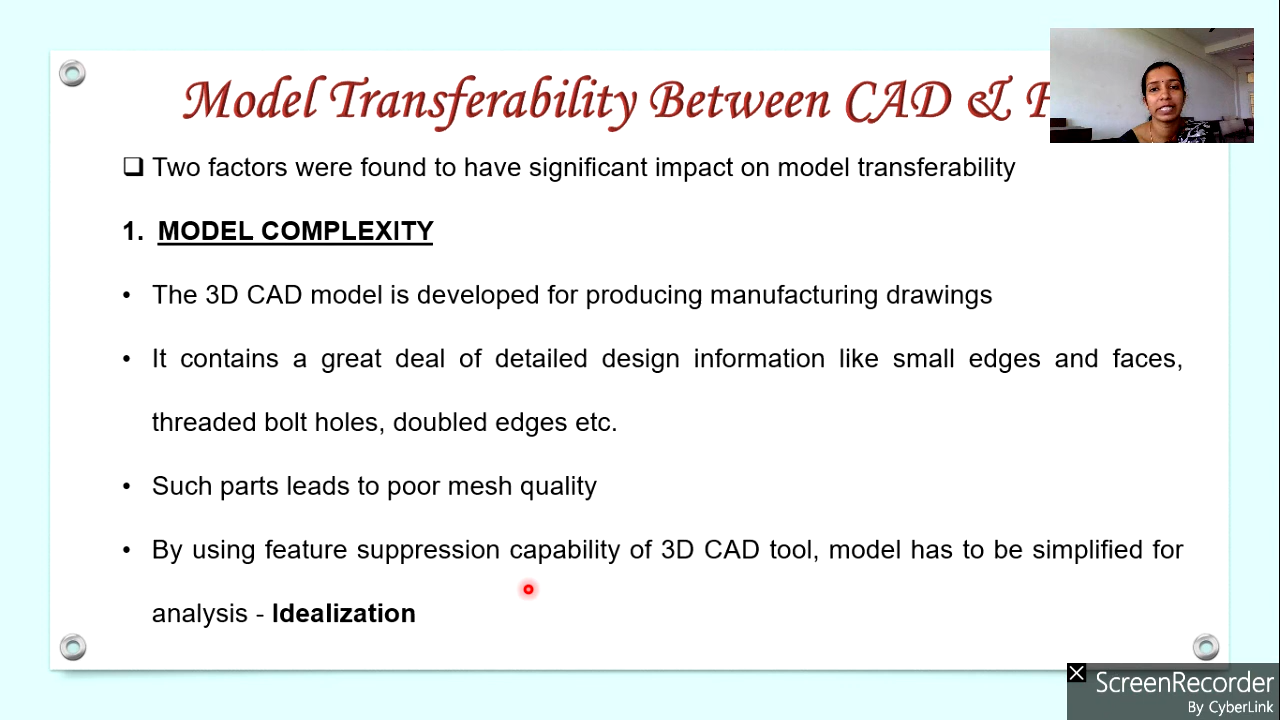 Model Transferability Between CAD &
❑ Two factors were found to have significant impact on model transferability
1. MODEL COMPLEXITY
• The 3D CAD model is developed for producing manufacturing drawings
• It contains a great deal of detailed design information like small edges and faces,
threaded bolt holes, doubled edges etc.
• Such parts leads to poor mesh quality
• By using feature suppression capability of 3D CAD tool, model has to be simplified for
analysis - Idealization
ScreenRecorder
By CyberLink